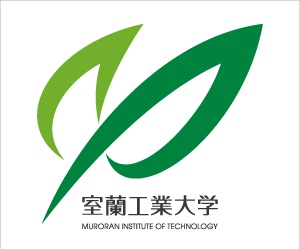 室蘭工業大学
MURORAN INSTITUTE OF TECHNOLOGY